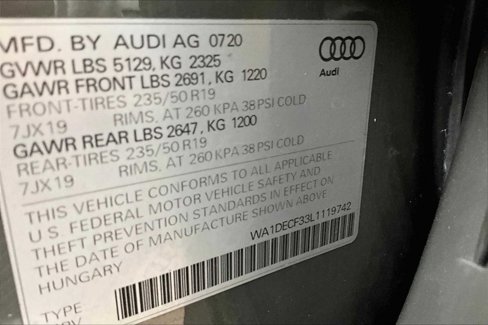 MFD. BY AUDI AG 07/20
GVWR LBS 5129, KG 2325
GAWR FRONT LBS 2691, KG 1220
FRONT-TIRES 235/50 R19
7JX19 RIMS, AT 260 KPA 38 PSI COLD
GAWR REAR LBS 2647, KG 1200
REAR-TIRES 235/50 R19
7JX19 RIMS, AT 260 KPA 38 PSI COLD
THIS VEHICLE CONFORMS TO ALL APPLICABLE
U. S. FEDERAL MOTOR VEHICLE SAFETY AND
THEFT PREVENTION STANDARDS IN EFFECT ON
THE DATE OF MANUFACTURE SHOWN ABOVE.
HUNGARY
WA1DECF33L1119742
TYPE
Audi